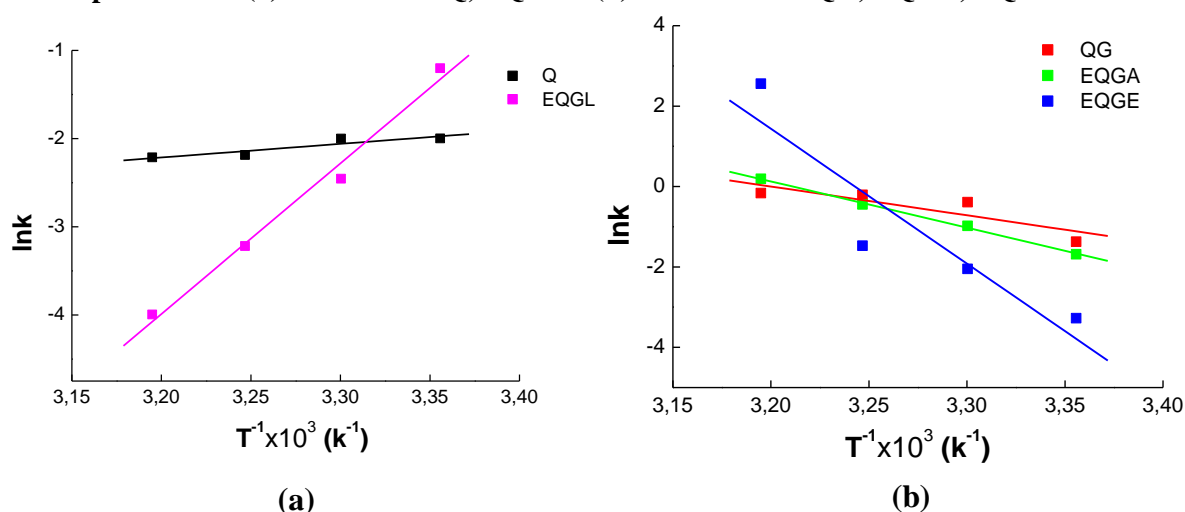 -1
-2
-3
-4
lnk
Q
EQGL
3,15 3,20 3,25 3,30 3,35 3,40
T⁻¹x10³ (k⁻¹)
(a)
4
2
0
-2
-4
lnk
QG
EQGA
EQGE
3,15 3,20 3,25 3,30 3,35 3,40
T⁻¹x10³ (k⁻¹)
(b)